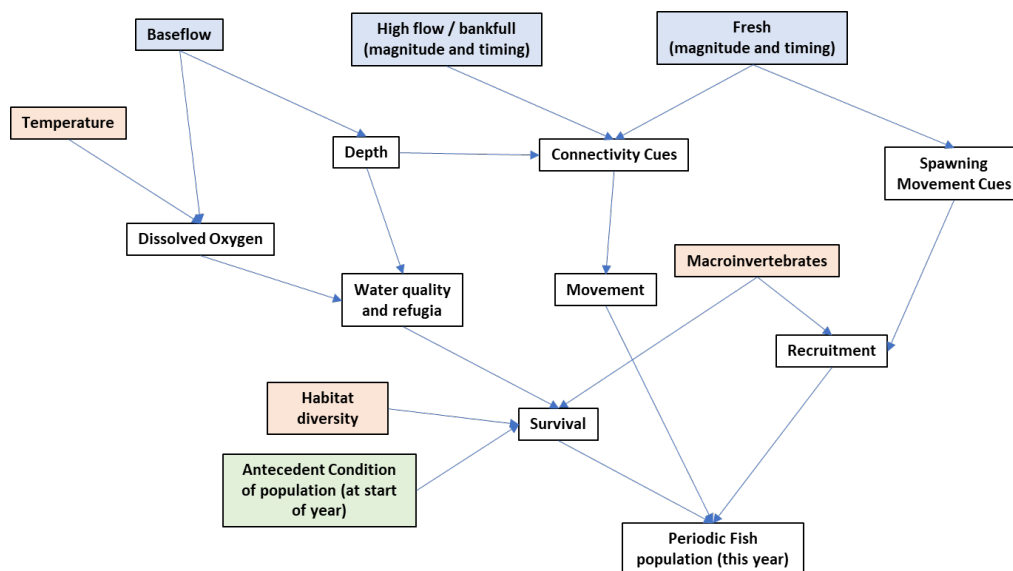 Baseflow
High flow / bankfull
(magnitude and timing)
Fresh
(magnitude and timing)
Temperature
Depth
Connectivity Cues
Spawning
Movement Cues
Dissolved Oxygen
Macroinvertebrates
Water quality
and refugia
Movement
Recruitment
Habitat
diversity
Survival
Antecedent Condition
of population (at start
of year)
Periodic Fish
population (this year)